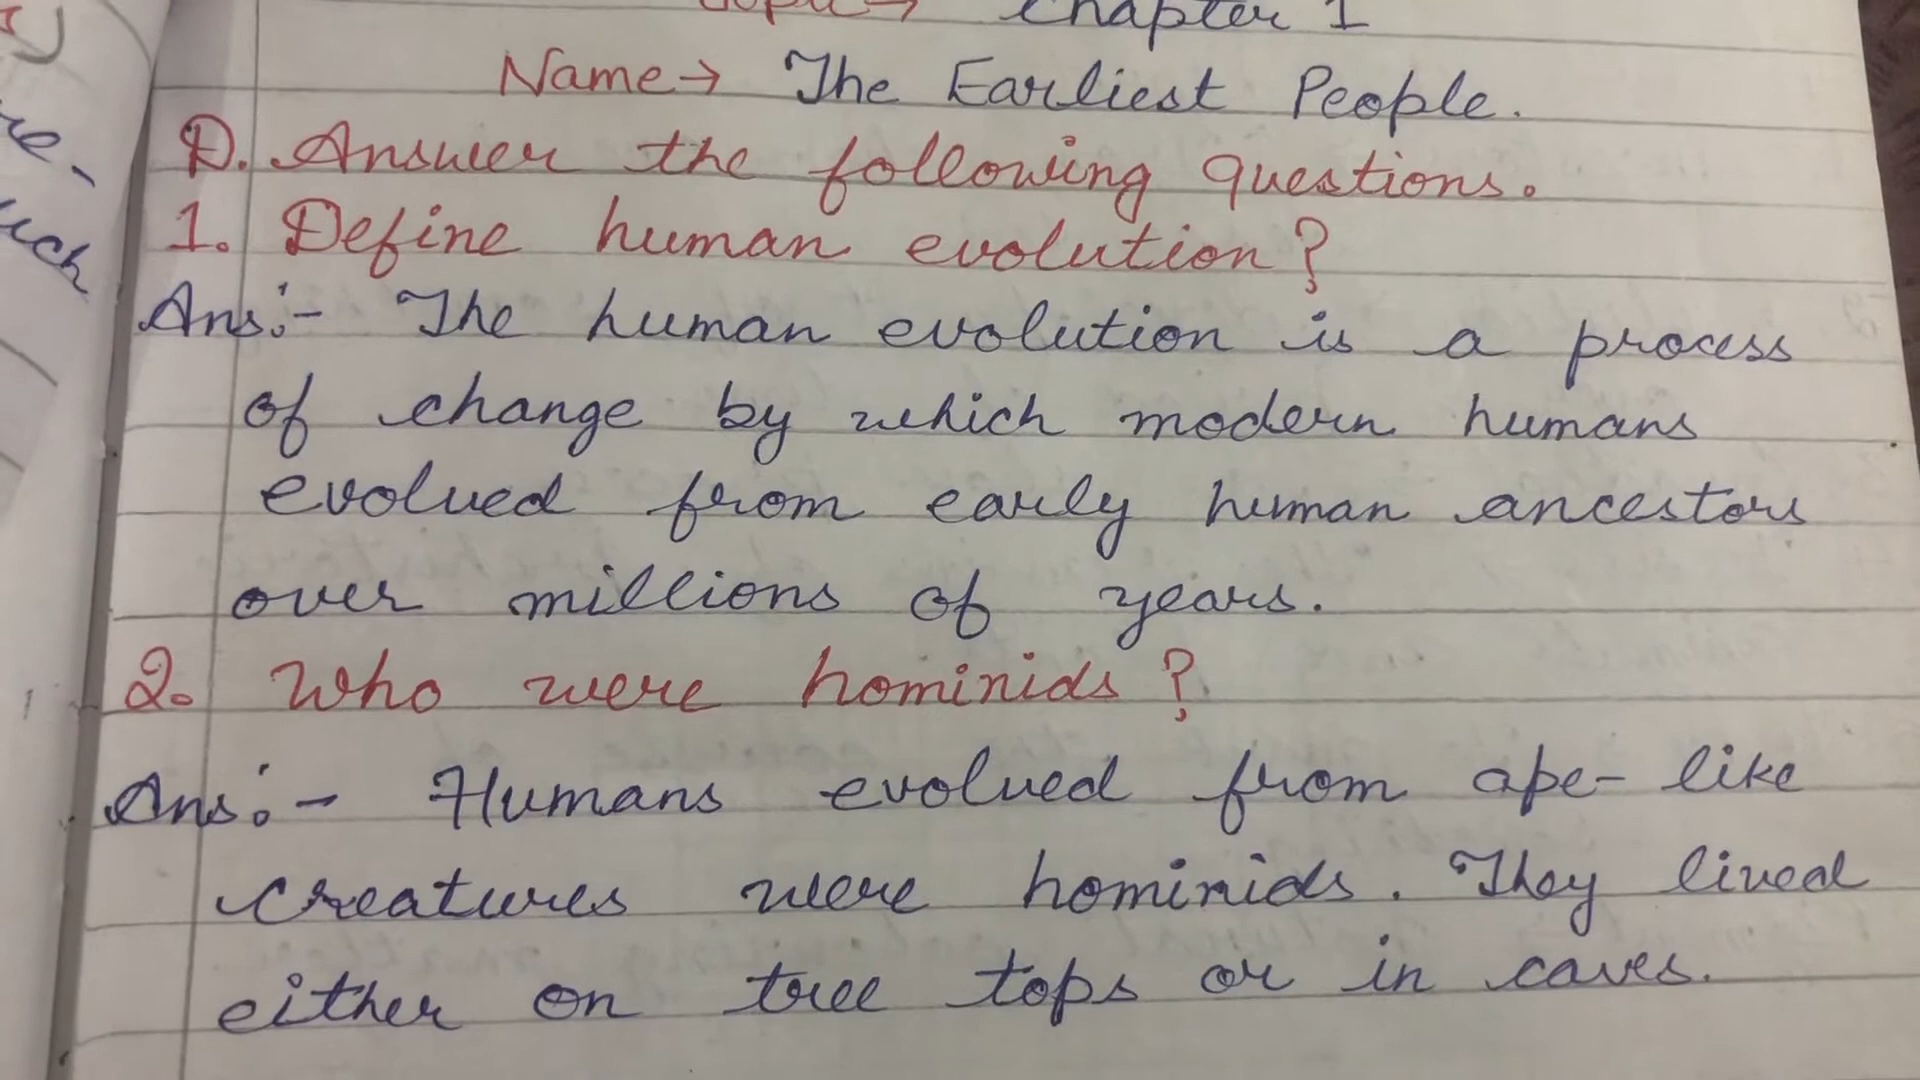 Chapter 1
Name→ The Earliest People.
D. Answer the following questions.
1. Define human evolution?
Ans:- The human evolution is a process
of change by which modern humans
evolved from early human ancestors
over millions of years.
2. Who were hominids?
Ans:- Humans evolved from ape-like
creatures were hominids. They lived
either on tree tops or in caves.